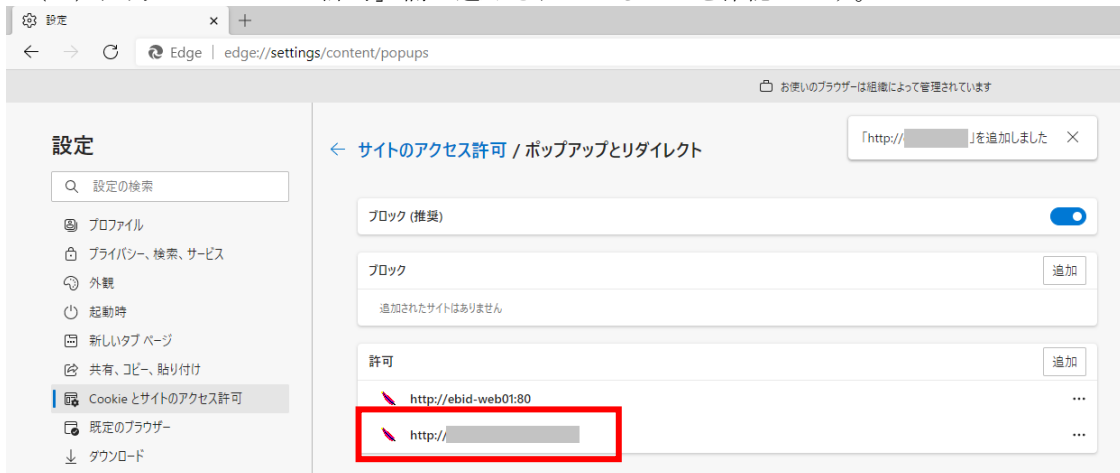 設定
Edge | edge://settings/content/popups
お使いのブラウザーは組織によって管理されています
設定
設定の検索
プロファイル
プライバシー、検索、サービス
外観
起動時
新しいタブ ページ
共有、コピー、貼り付け
Cookie とサイトのアクセス許可
既定のブラウザー
ダウンロード
サイトのアクセス許可 / ポップアップとリダイレクト
「http:// 」を追加しました
ブロック (推奨)
ブロック
追加
追加されたサイトはありません
許可
追加
http://ebid-web01:80
http://